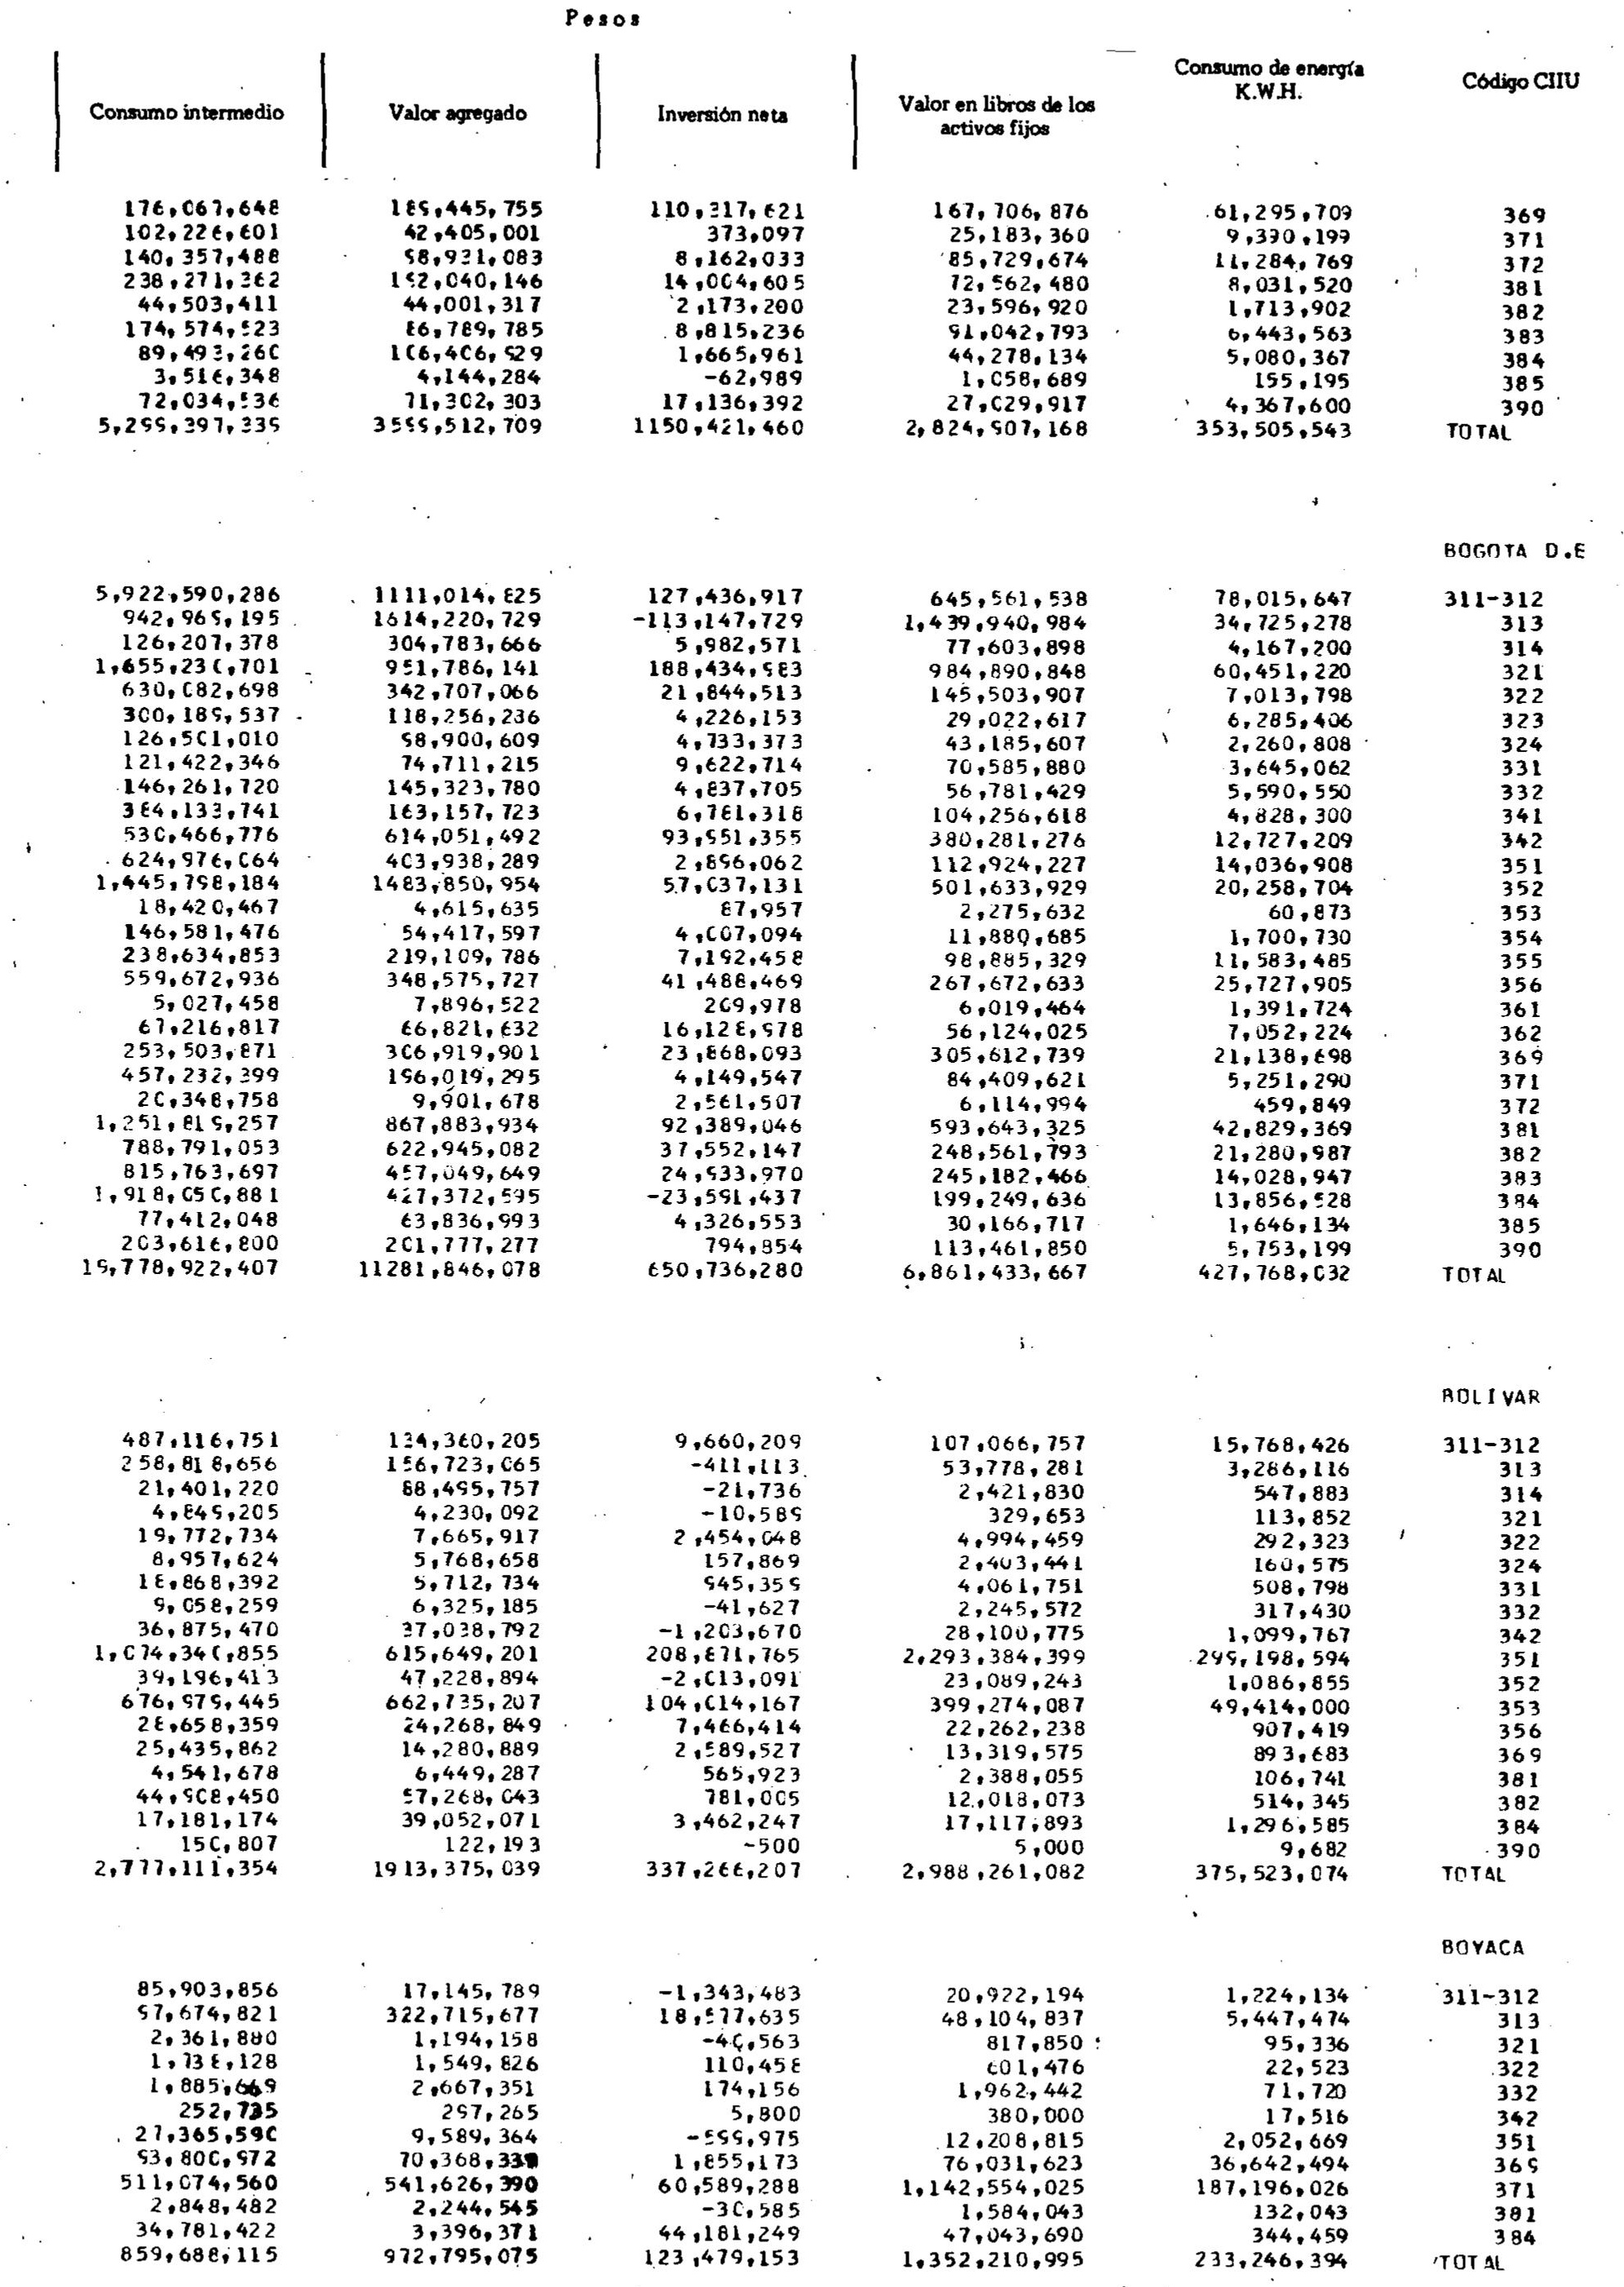 Pesos
Consumo intermedio Valor agregado Inversión neta Valor en libros de los activos fijos Consumo de energía K.W.H. Código CIIU
176,067,648 189,445,755 110,317,621 167,706,876 61,295,709 369
102,226,601 42,405,001 373,097 25,183,360 9,390,199 371
140,357,488 58,931,083 8,162,033 85,729,674 11,284,769 372
238,271,362 152,040,146 14,004,605 72,562,480 8,031,520 381
44,503,411 44,001,317 2,173,200 23,596,920 1,713,902 382
174,574,523 86,789,785 8,815,236 91,042,793 6,443,563 383
89,493,260 106,406,929 1,665,961 44,278,134 5,080,367 384
3,516,348 4,144,284 -62,989 1,058,689 155,195 385
72,034,536 71,302,303 17,136,392 27,029,917 4,367,600 390
5,299,397,339 3599,512,709 1150,421,460 2,824,907,168 353,505,543 TOTAL
BOGOTA D.E
5,922,590,286 1111,014,825 127,436,917 645,561,538 78,015,647 311-312
942,969,195 1614,220,729 -113,147,729 1,439,940,984 34,725,278 313
126,207,378 304,783,666 5,982,571 77,603,898 4,167,200 314
1,655,230,701 951,786,141 188,434,983 984,890,848 60,451,220 321
630,082,698 342,707,066 21,844,513 145,503,907 7,013,798 322
300,189,537 118,256,236 4,226,153 29,022,617 6,285,406 323
126,501,010 98,900,609 4,733,373 43,185,607 2,260,808 324
121,422,346 74,711,215 9,622,714 70,585,880 3,645,062 331
146,261,720 145,323,780 4,837,705 56,781,429 5,590,550 332
384,133,741 163,157,723 6,781,318 104,256,618 4,828,300 341
530,466,776 614,051,492 93,951,355 380,281,276 12,727,209 342
624,976,064 403,938,289 2,896,062 112,924,227 14,036,908 351
1,445,798,184 1483,850,954 57,037,131 501,633,929 20,258,704 352
18,420,467 4,615,635 87,957 2,275,632 60,873 353
146,581,476 54,417,597 4,007,094 11,880,685 1,700,730 354
238,634,853 219,109,786 7,192,458 98,885,329 11,583,485 355
559,672,936 348,575,727 41,488,469 267,672,633 25,727,905 356
5,027,458 7,896,522 209,978 6,019,464 1,391,724 361
67,216,817 66,821,632 16,128,978 56,124,025 7,052,224 362
253,503,871 306,919,901 23,868,093 305,612,739 21,138,698 369
457,232,399 196,019,295 4,149,547 84,409,621 5,251,290 371
20,348,758 9,901,678 2,561,507 6,114,994 459,849 372
1,251,819,257 867,883,934 92,389,046 593,643,325 42,829,369 381
788,791,053 622,945,082 37,552,147 248,561,793 21,280,987 382
815,763,697 457,049,649 24,933,970 245,182,466 14,028,947 383
1,918,050,881 427,372,595 -23,591,437 199,249,636 13,856,528 384
77,412,048 63,836,993 4,326,553 30,166,717 1,646,134 385
203,616,800 201,777,277 794,854 113,461,850 5,753,199 390
19,778,922,407 11281,846,078 650,736,280 6,861,433,667 427,768,032 TOTAL
BOLIVAR
487,116,751 134,360,205 9,660,209 107,066,757 15,768,426 311-312
258,818,656 156,723,065 -411,113 53,778,281 3,286,116 313
21,401,220 88,495,757 -21,736 2,421,830 547,883 314
4,849,205 4,230,092 -10,589 329,653 113,852 321
19,772,734 7,665,917 2,454,048 4,994,459 292,323 322
8,957,624 5,768,658 157,869 2,403,441 160,575 324
18,868,392 5,712,734 945,359 4,061,751 508,798 331
9,058,259 6,325,185 -41,627 2,245,572 317,430 332
36,875,470 37,038,792 -1,203,670 28,100,775 1,099,767 342
1,074,340,855 615,649,201 208,871,765 2,293,384,399 299,198,594 351
39,196,413 47,228,894 -2,013,091 23,089,243 1,086,855 352
676,979,445 662,735,207 104,014,167 399,274,087 49,414,000 353
28,658,359 24,268,849 7,466,414 22,262,238 907,419 356
25,435,862 14,280,889 2,589,527 13,319,575 893,683 369
4,541,678 6,449,287 565,923 2,388,055 106,741 381
44,908,450 57,268,043 781,005 12,018,073 514,345 382
17,181,174 39,052,071 3,462,247 17,117,893 1,296,585 384
150,807 122,193 -500 5,000 9,682 390
2,777,111,354 1913,375,039 337,266,207 2,988,261,082 375,523,074 TOTAL
BOYACA
85,903,856 17,145,789 -1,343,483 20,922,194 1,224,134 311-312
97,674,821 322,715,677 18,577,635 48,104,837 5,447,474 313
2,361,880 1,194,158 -40,563 817,850 95,336 321
1,738,128 1,549,826 110,458 601,476 22,523 322
1,885,669 2,667,351 174,156 1,962,442 71,720 332
252,735 297,265 5,800 380,000 17,516 342
27,365,590 9,589,364 -599,975 12,208,815 2,052,669 351
93,800,972 70,368,339 1,855,173 76,031,623 36,642,494 369
511,074,560 541,626,390 60,589,288 1,142,554,025 187,196,026 371
2,848,482 2,244,545 -30,585 1,584,043 132,043 381
34,781,422 3,396,371 44,181,249 47,043,690 344,459 384
859,688,115 972,795,075 123,479,153 1,352,210,995 233,246,394 TOTAL